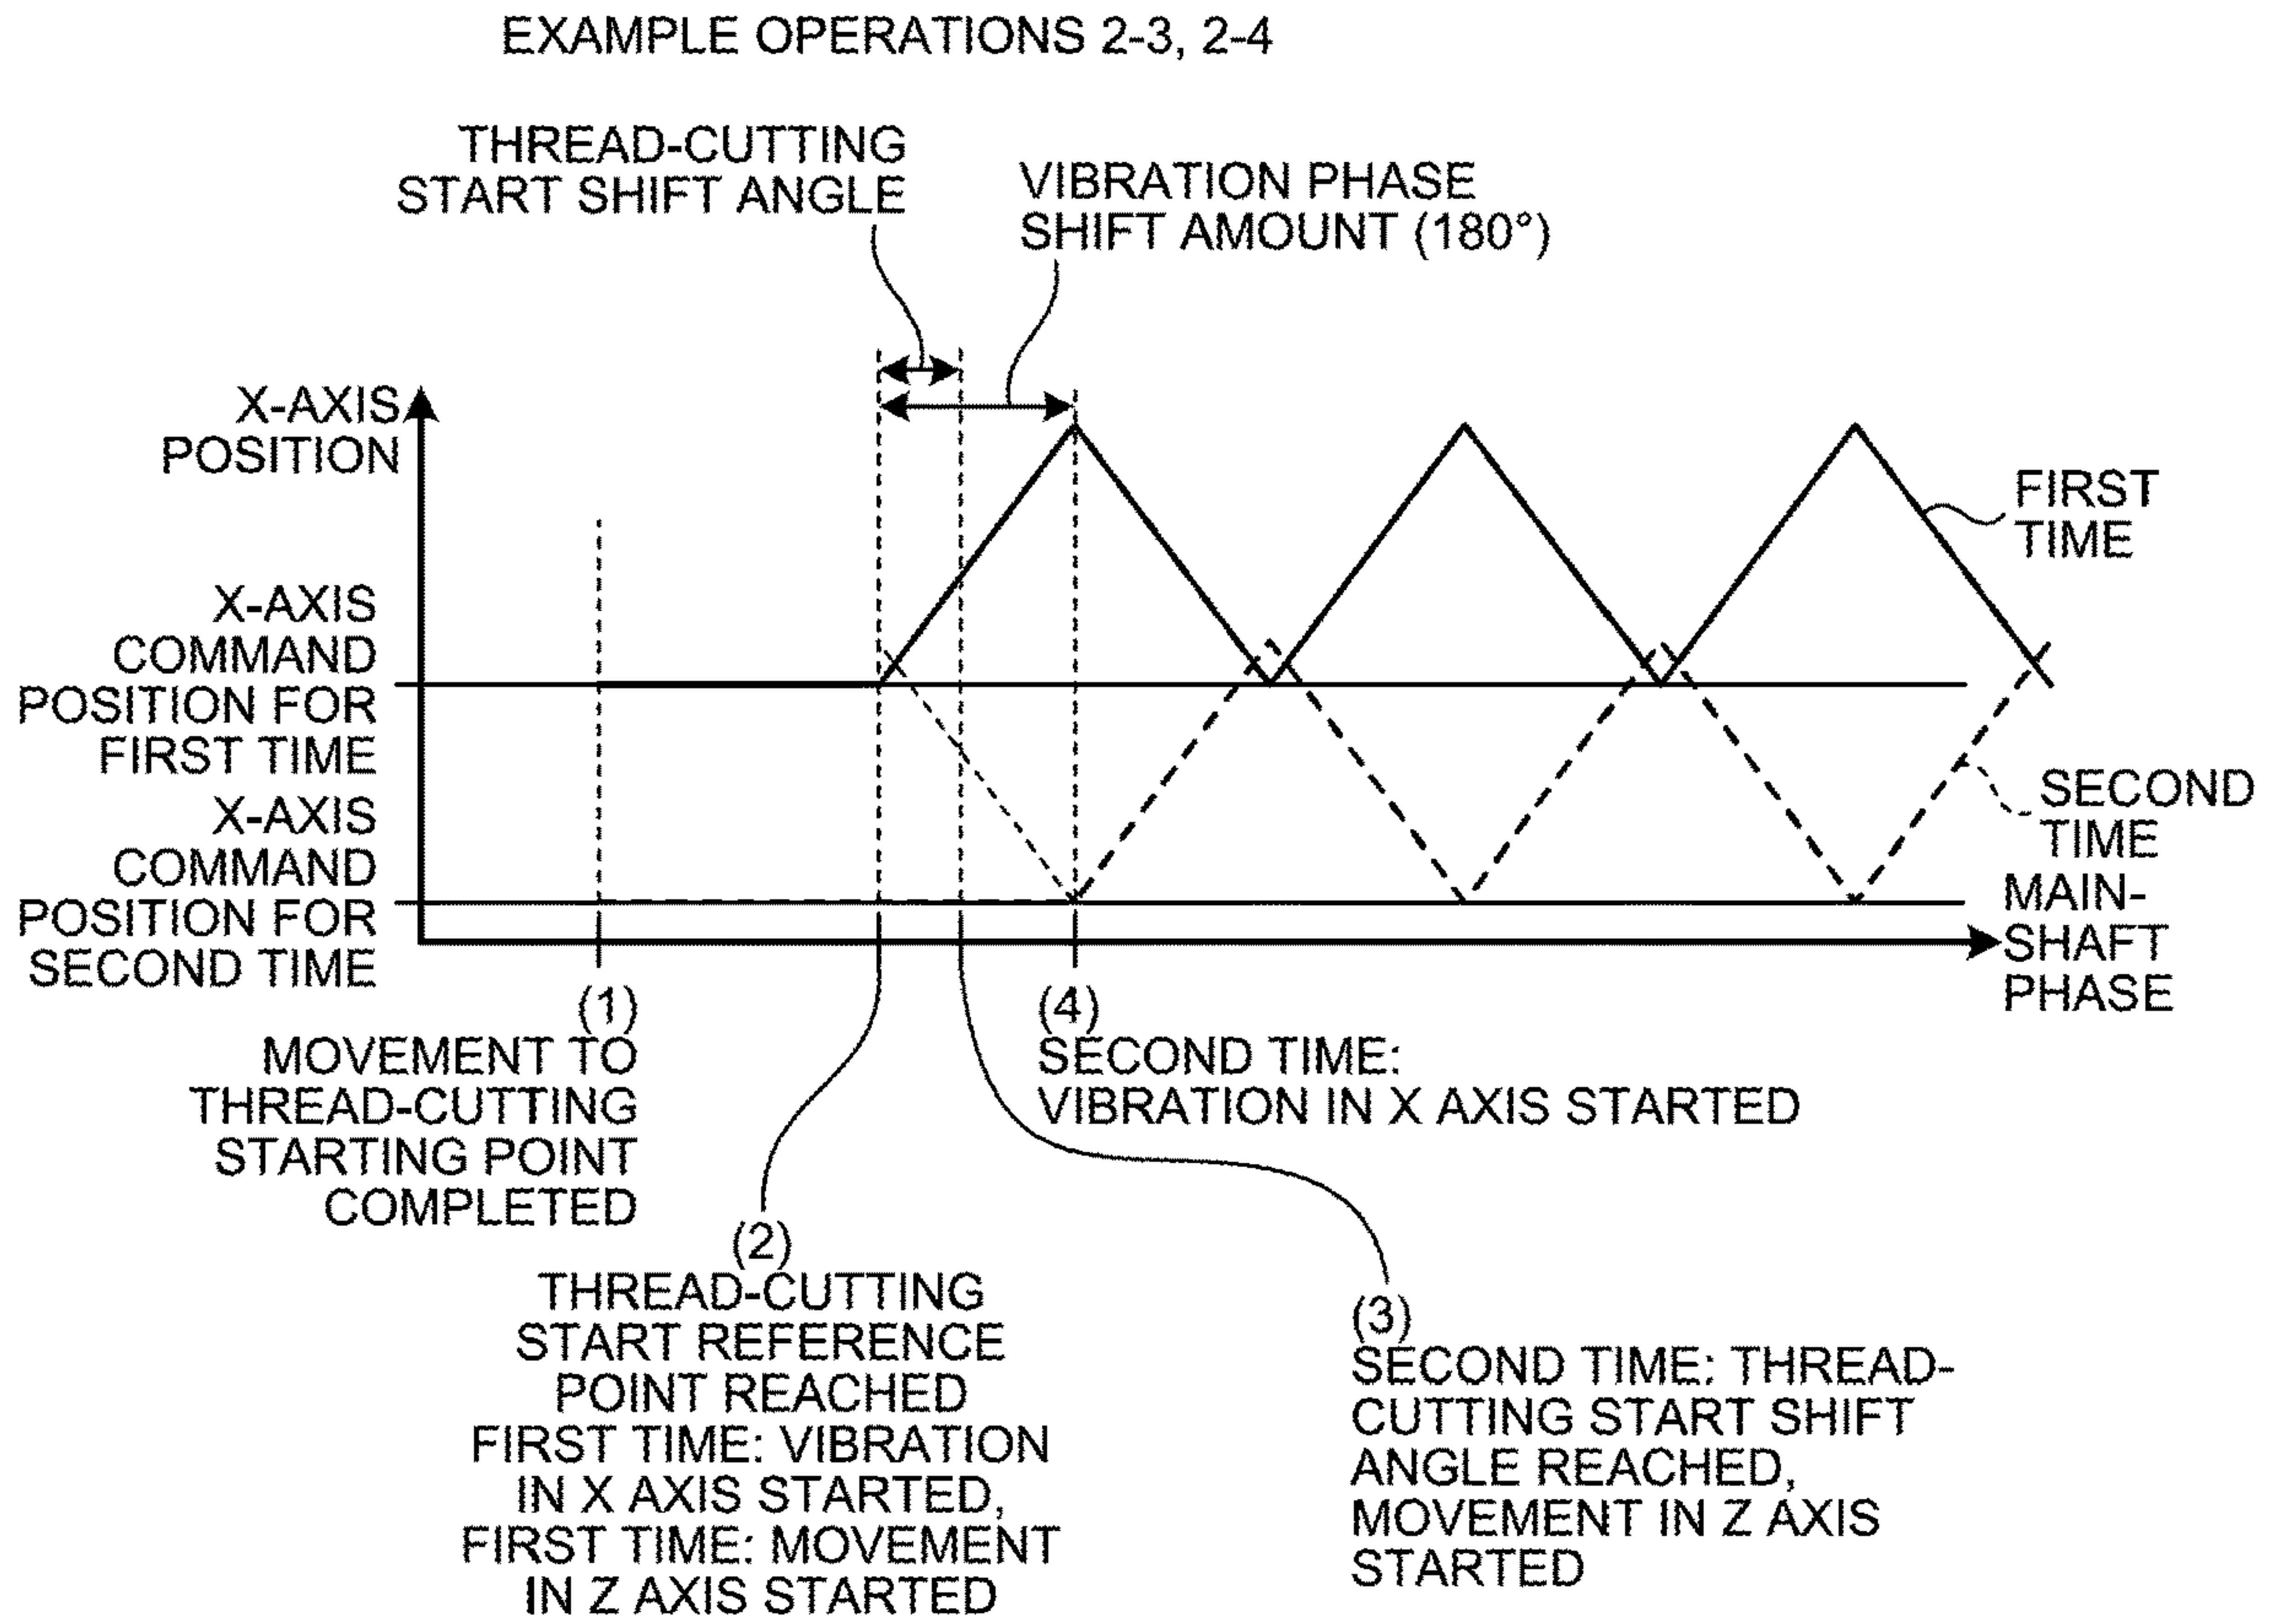 EXAMPLE OPERATIONS 2-3, 2-4
THREAD-CUTTING
START SHIFT ANGLE
VIBRATION PHASE
SHIFT AMOUNT (180°)
X-AXIS
POSITION
FIRST
TIME
X-AXIS
COMMAND
POSITION FOR
FIRST TIME
X-AXIS
COMMAND
POSITION FOR
SECOND TIME
SECOND
TIME
MAIN-
SHAFT
PHASE
(1)
MOVEMENT TO
THREAD-CUTTING
STARTING POINT
COMPLETED
(4)
SECOND TIME:
VIBRATION IN X AXIS STARTED
(2)
THREAD-CUTTING
START REFERENCE
POINT REACHED
FIRST TIME: VIBRATION
IN X AXIS STARTED,
FIRST TIME: MOVEMENT
IN Z AXIS STARTED
(3)
SECOND TIME: THREAD-
CUTTING START SHIFT
ANGLE REACHED,
MOVEMENT IN Z AXIS
STARTED